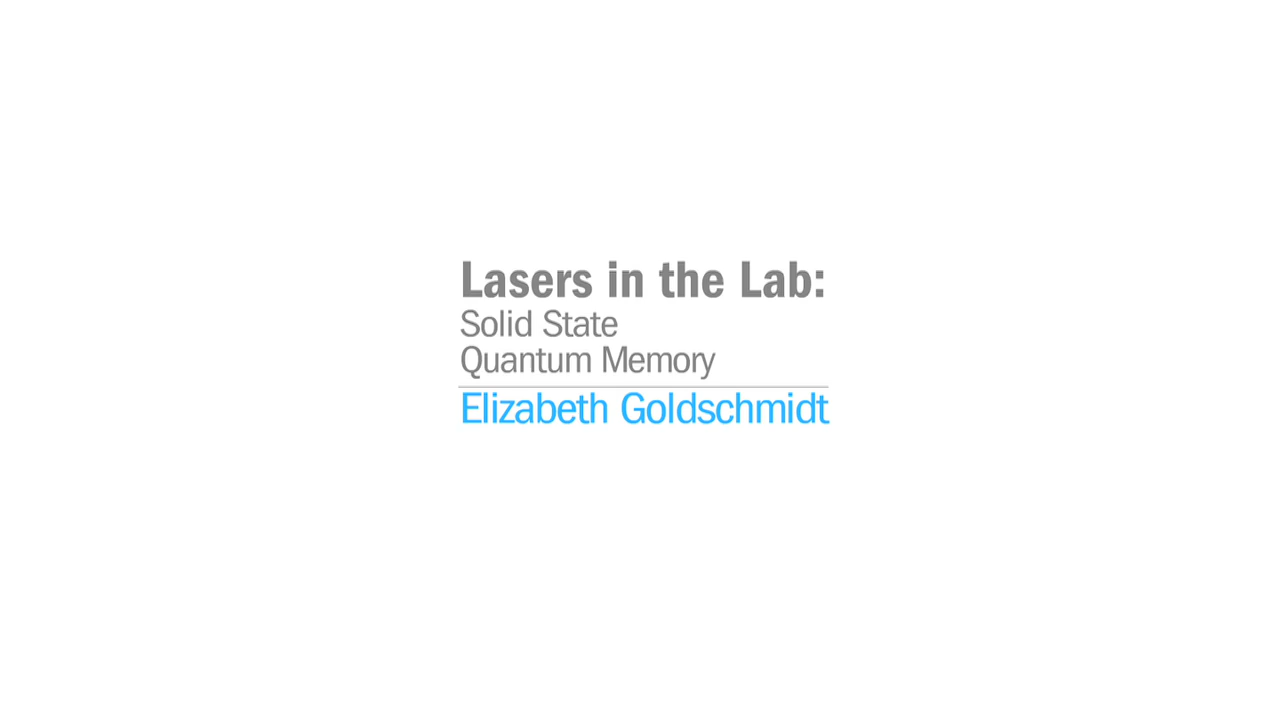 Lasers in the Lab:
Solid State
Quantum Memory
Elizabeth Goldschmidt